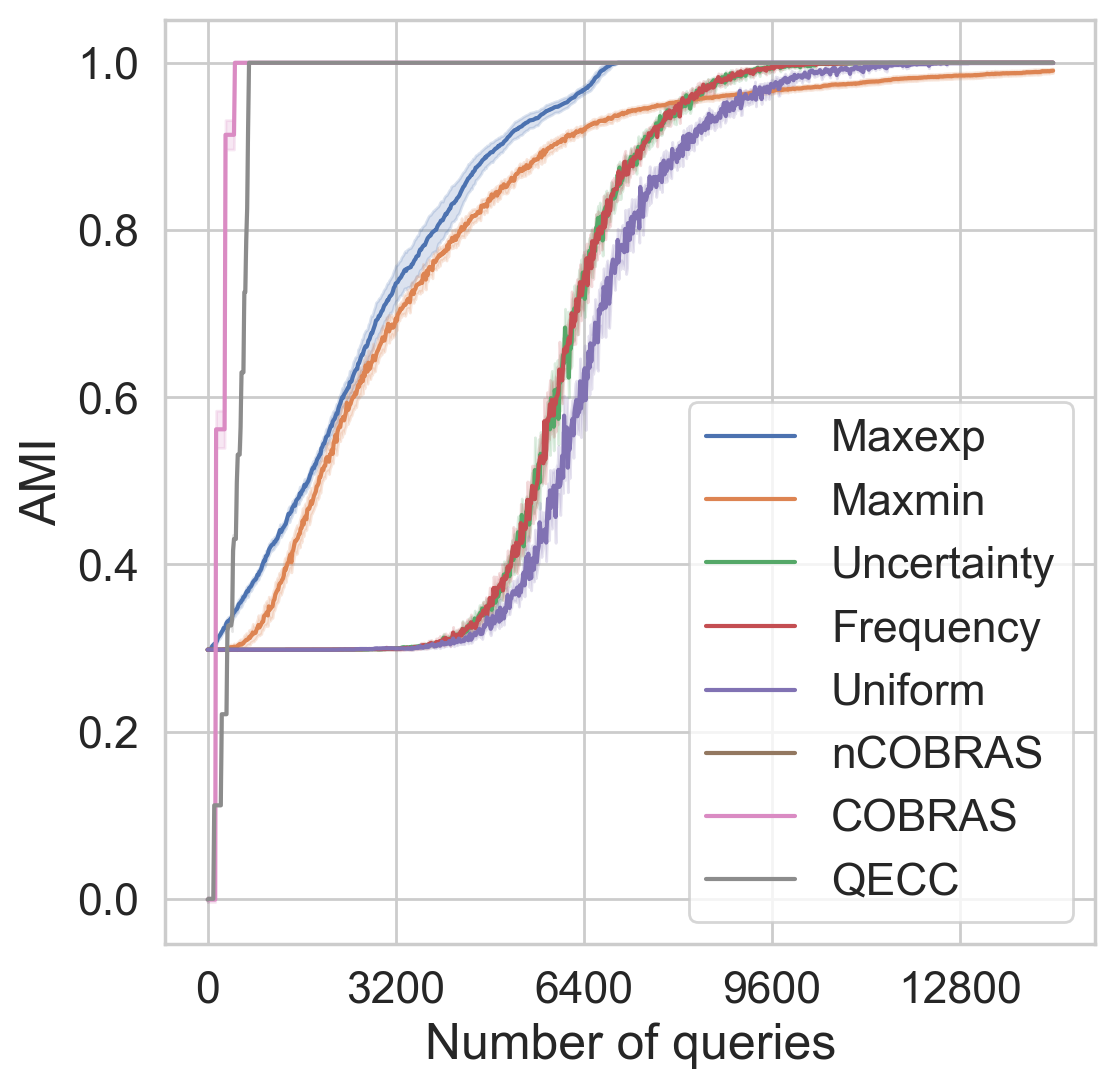 AMI
1.0
0.8
0.6
0.4
0.2
0.0
Maxexp
Maxmin
Uncertainty
Frequency
Uniform
nCOBRAS
COBRAS
QECC
0 3200 6400 9600 12800
Number of queries